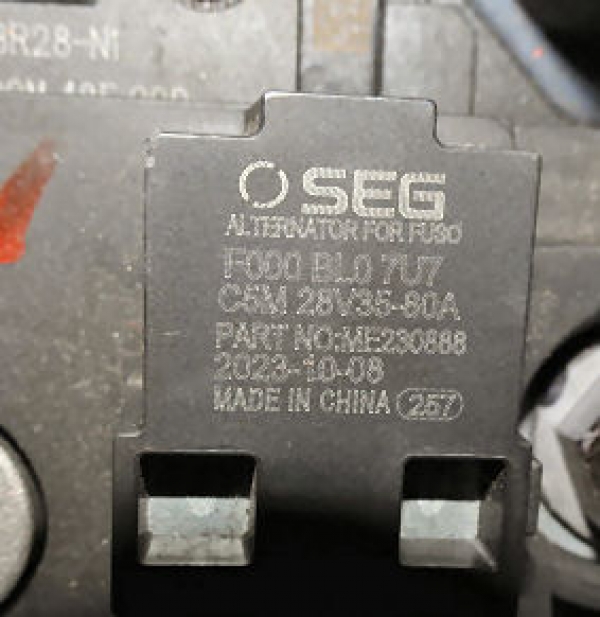 SEG
ALTERNATOR FOR FUSO
F000 BL0 7U7
C5M 28V35-80A
PART NO:ME230888
2023-10-08
MADE IN CHINA 257